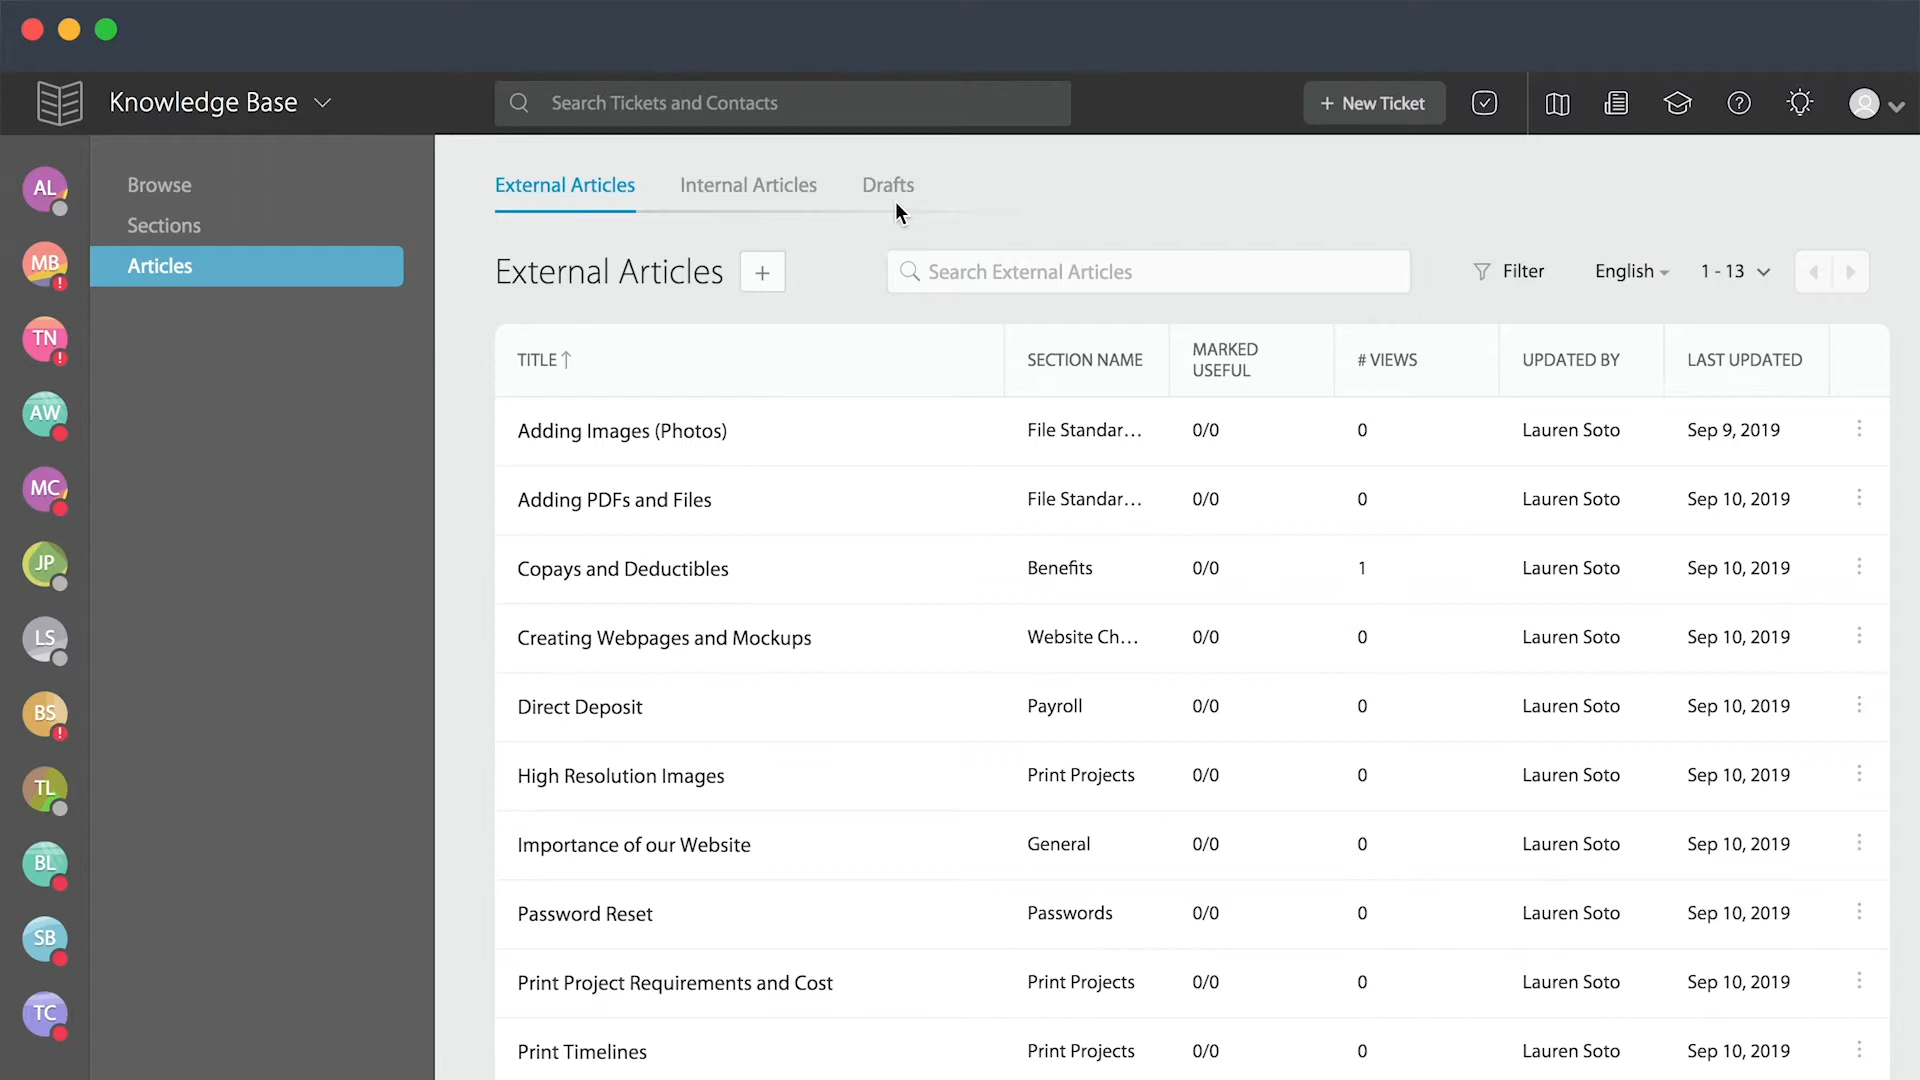 Knowledge Base
Search Tickets and Contacts
+ New Ticket
AL
MB
TN
AW
MC
JP
LS
BS
TL
BL
SB
TC
Browse
Sections
Articles
External Articles Internal Articles Drafts
External Articles +
Search External Articles
Filter English 1 - 13
TITLE ↑ SECTION NAME MARKED USEFUL # VIEWS UPDATED BY LAST UPDATED
Adding Images (Photos) File Standar... 0/0 0 Lauren Soto Sep 9, 2019
Adding PDFs and Files File Standar... 0/0 0 Lauren Soto Sep 10, 2019
Copays and Deductibles Benefits 0/0 1 Lauren Soto Sep 10, 2019
Creating Webpages and Mockups Website Ch... 0/0 0 Lauren Soto Sep 10, 2019
Direct Deposit Payroll 0/0 0 Lauren Soto Sep 10, 2019
High Resolution Images Print Projects 0/0 0 Lauren Soto Sep 10, 2019
Importance of our Website General 0/0 0 Lauren Soto Sep 10, 2019
Password Reset Passwords 0/0 0 Lauren Soto Sep 10, 2019
Print Project Requirements and Cost Print Projects 0/0 0 Lauren Soto Sep 10, 2019
Print Timelines Print Projects 0/0 0 Lauren Soto Sep 10, 2019